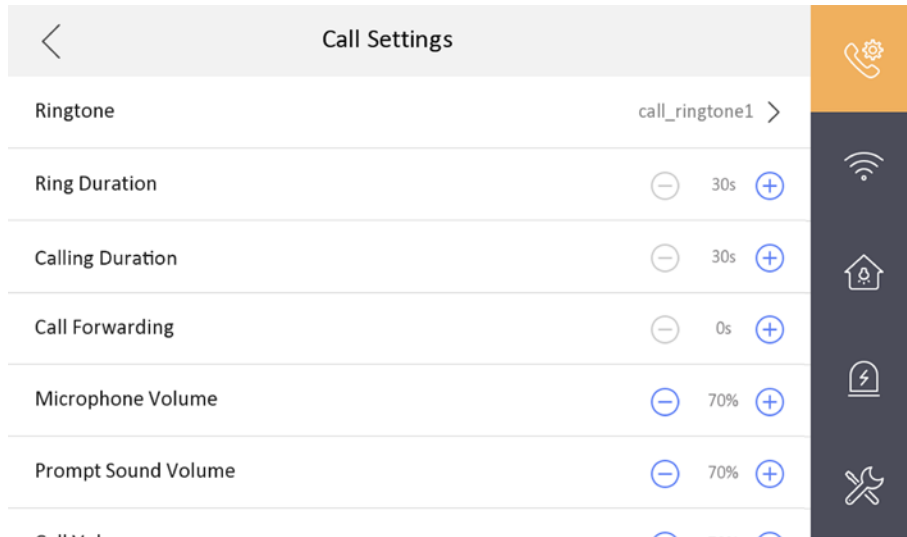 Call Settings
Ringtone call_ringtone1
Ring Duration 30s
Calling Duration 30s
Call Forwarding 0s
Microphone Volume 70%
Prompt Sound Volume 70%